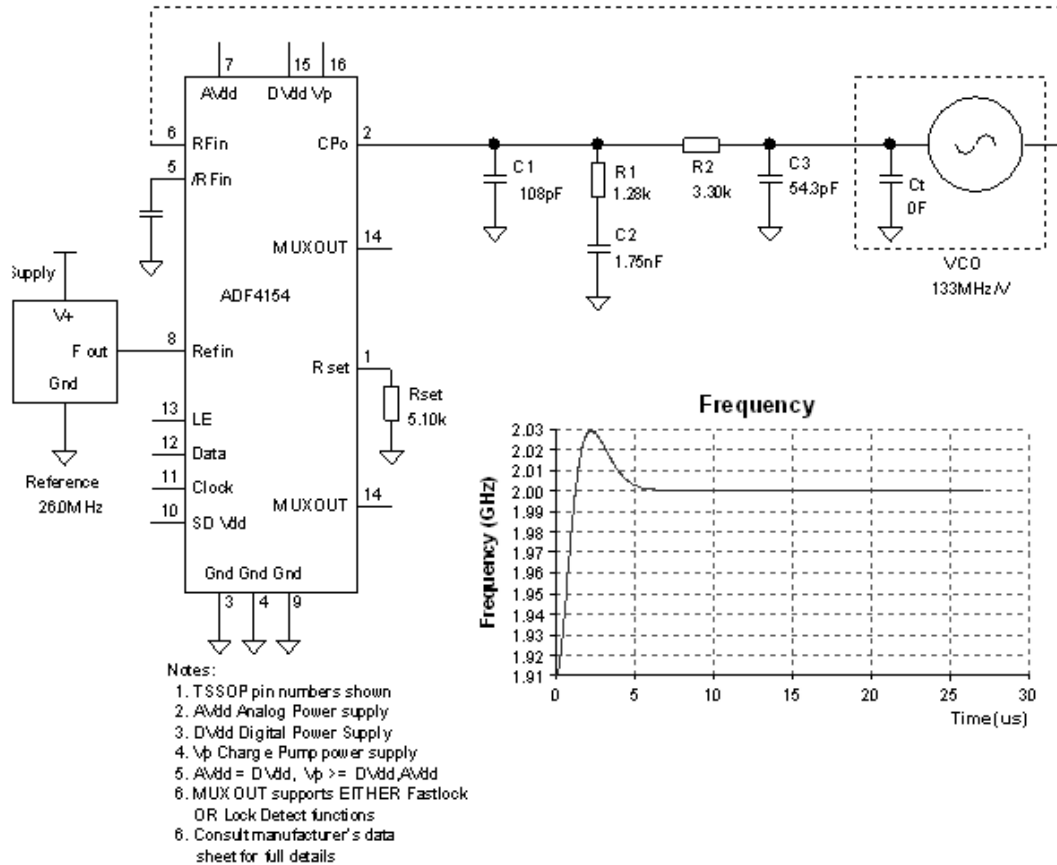 7
15
16
AVdd
DVdd Vp
6
RFin
CPo
2
5
/RFin
C1
108pF
R1
1.28k
R2
3.30k
C3
54.3pF
Ct
0F
C2
1.75nF
MUXOUT
14
VCO
133MHz/V
Supply
V+
ADF4154
F out
8
Refin
Gnd
R set
1
Rset
5.10k
13
LE
12
Data
Reference
26.0MHz
11
Clock
MUXOUT
14
10
SD Vdd
Gnd Gnd Gnd
3
4
9
Frequency
Frequency (GHz)
2.03
2.02
2.01
2.00
1.99
1.98
1.97
1.96
1.95
1.94
1.93
1.92
1.91
0 5 10 15 20 25 30
Time (us)
Notes:
1. TSSOP pin numbers shown
2. AVdd Analog Power supply
3. DVdd Digital Power Supply
4. Vp Charge Pump power supply
5. AVdd = DVdd, Vp >= DVdd,AVdd
6. MUXOUT supports EITHER Fastlock
OR Lock Detect functions
6. Consult manufacturer's data
sheet for full details